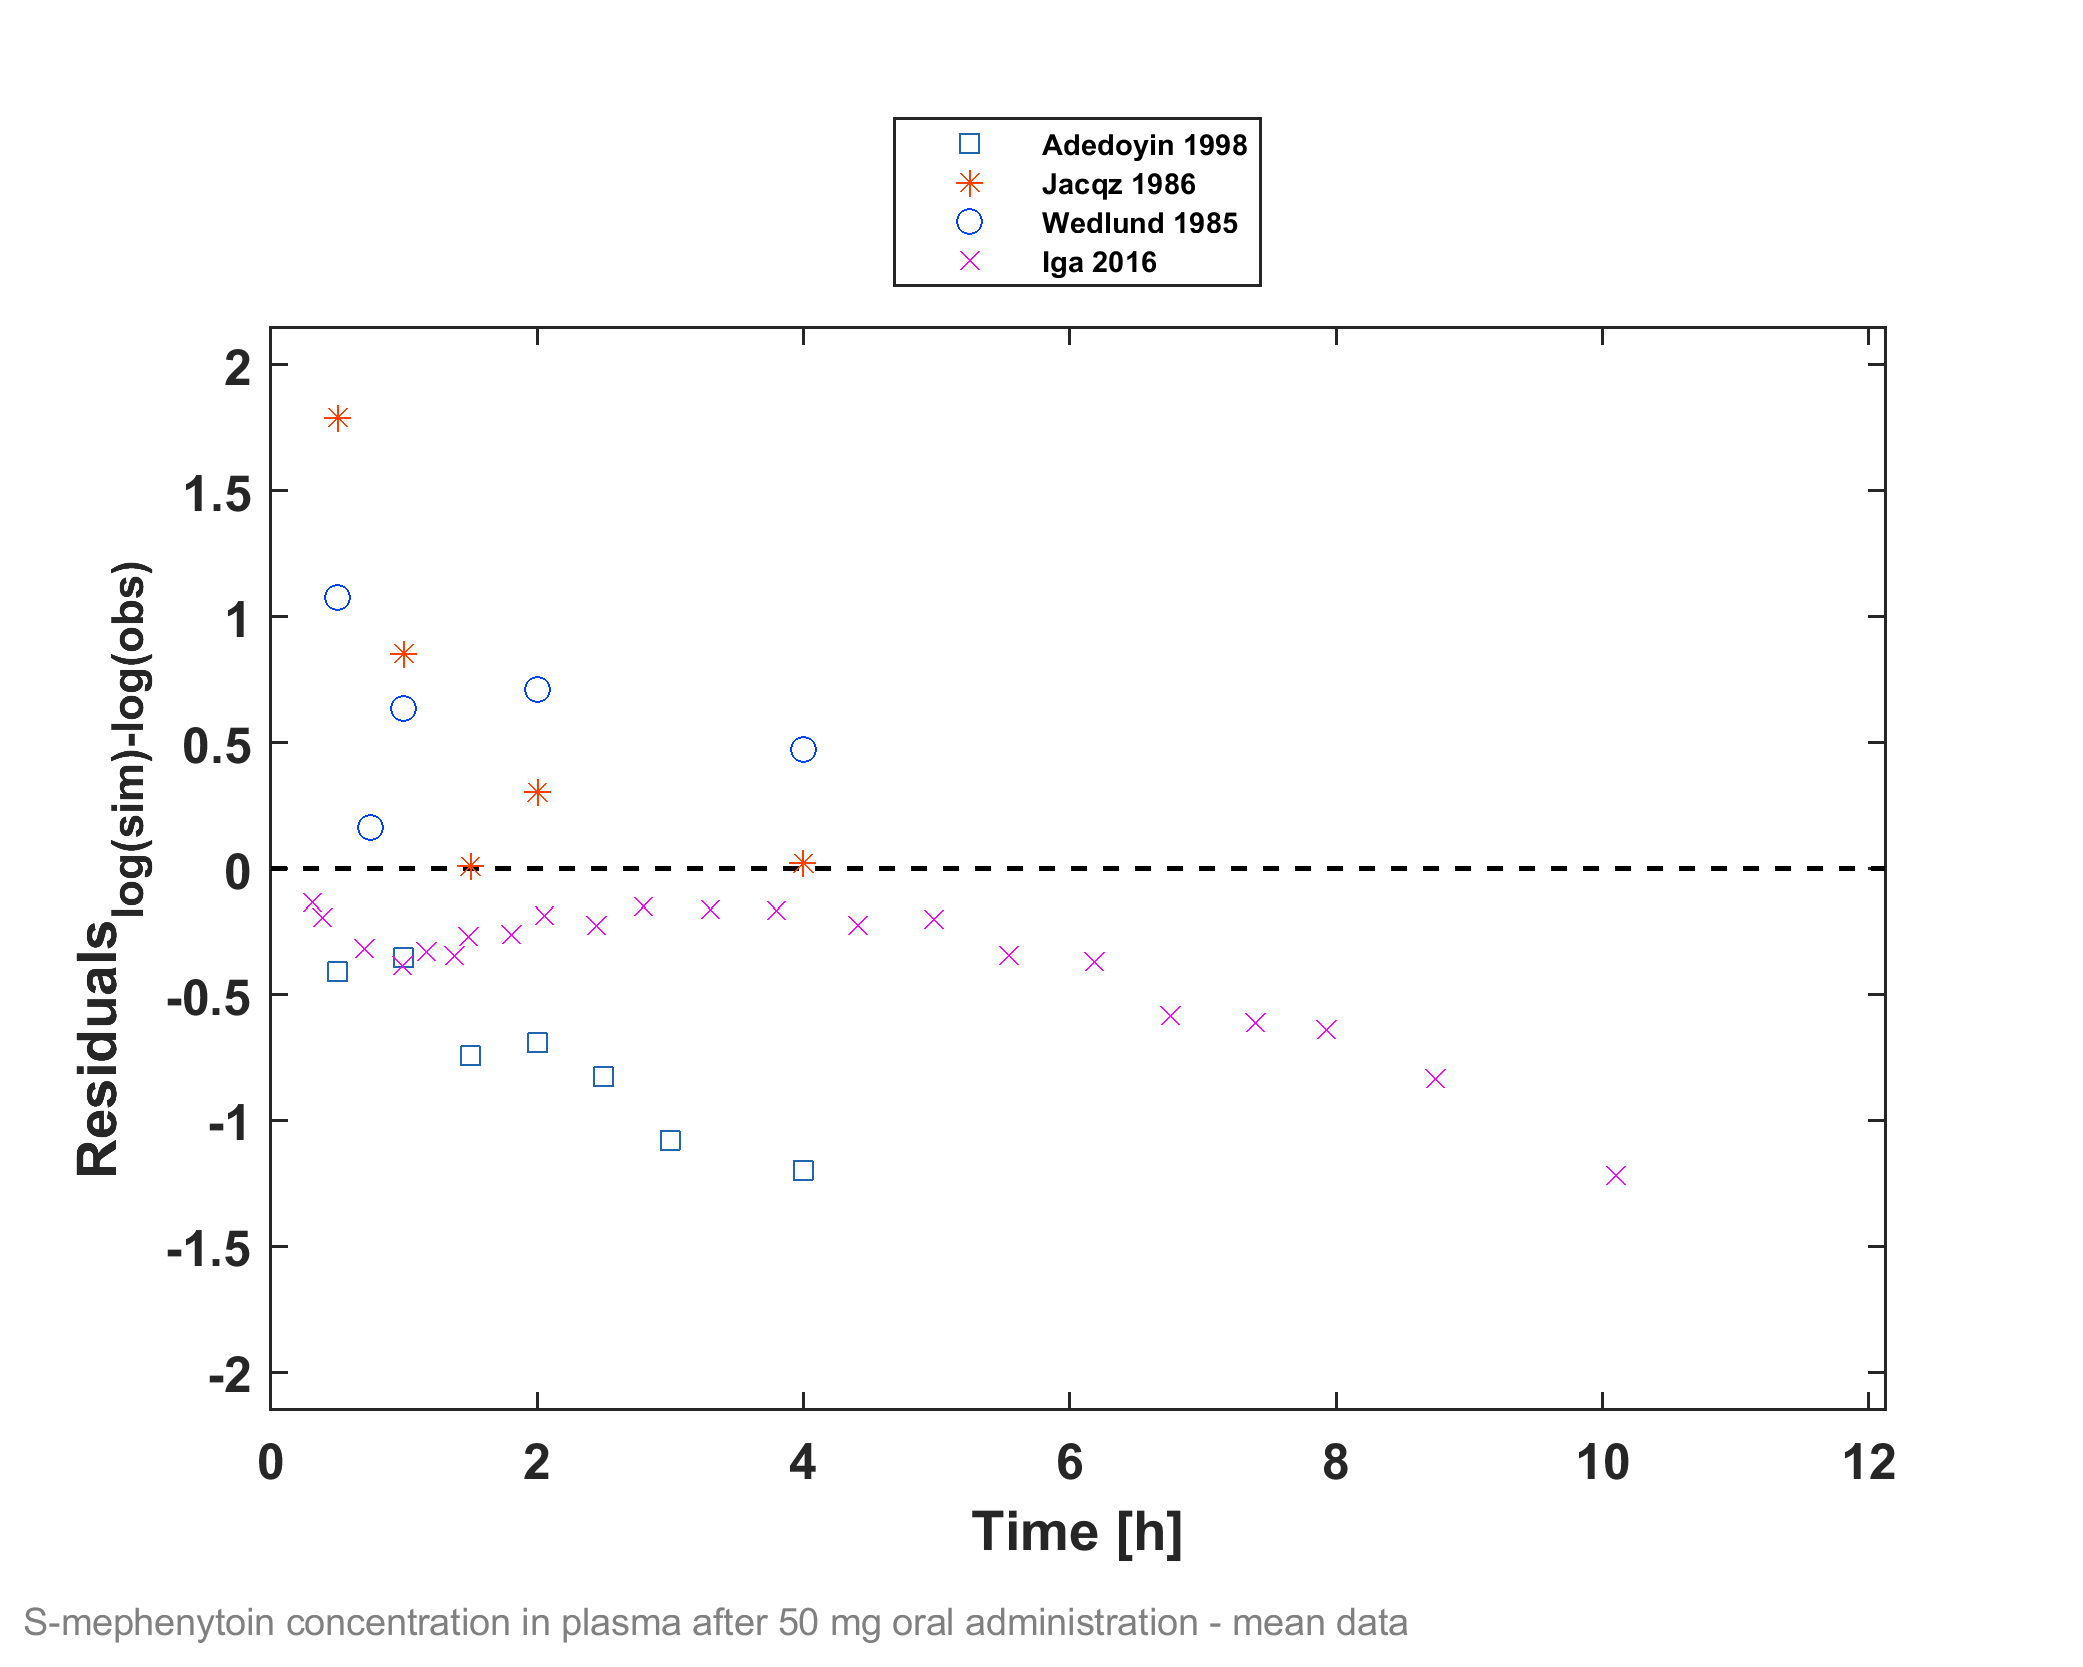 Adedoyin 1998
Jacqz 1986
Wedlund 1985
Iga 2016
2
1.5
1
0.5
0
-0.5
-1
-1.5
-2
Residuals log(sim)-log(obs)
0 2 4 6 8 10 12
Time [h]
S-mephenytoin concentration in plasma after 50 mg oral administration - mean data